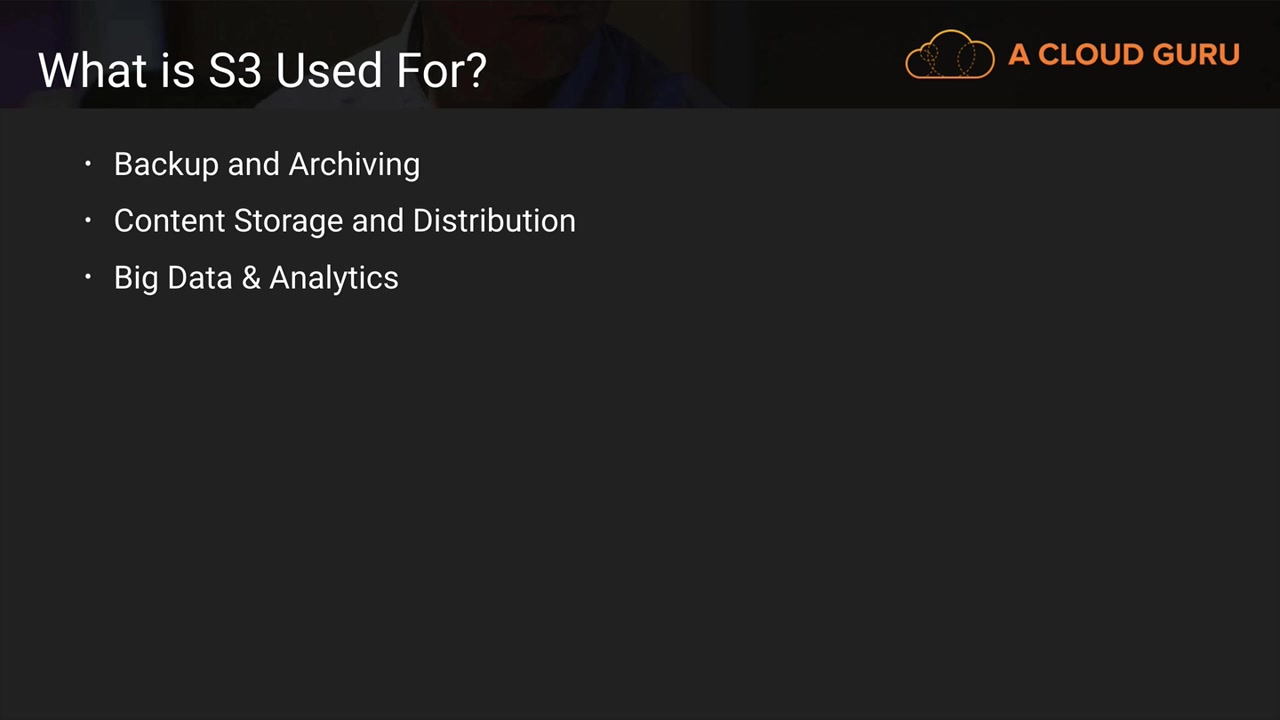 What is S3 Used For?
A CLOUD GURU
• Backup and Archiving
• Content Storage and Distribution
• Big Data & Analytics